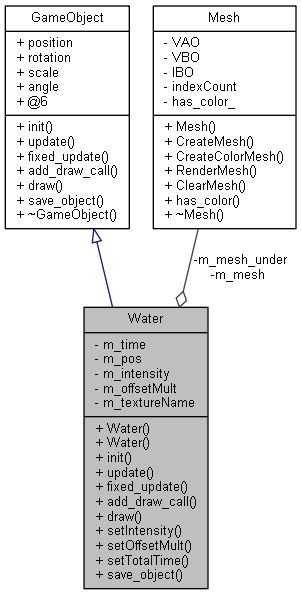 GameObject
+ position
+ rotation
+ scale
+ angle
+ @6
+ init()
+ update()
+ fixed_update()
+ add_draw_call()
+ draw()
+ save_object()
+ ~GameObject()
Mesh
- VAO
- VBO
- IBO
- indexCount
- has_color_
+ Mesh()
+ CreateMesh()
+ CreateColorMesh()
+ RenderMesh()
+ ClearMesh()
+ has_color()
+ ~Mesh()
-m_mesh_under
-m_mesh
Water
- m_time
- m_pos
- m_intensity
- m_offsetMult
- m_textureName
+ Water()
+ Water()
+ init()
+ update()
+ fixed_update()
+ add_draw_call()
+ draw()
+ setIntensity()
+ setOffsetMult()
+ setTotalTime()
+ save_object()